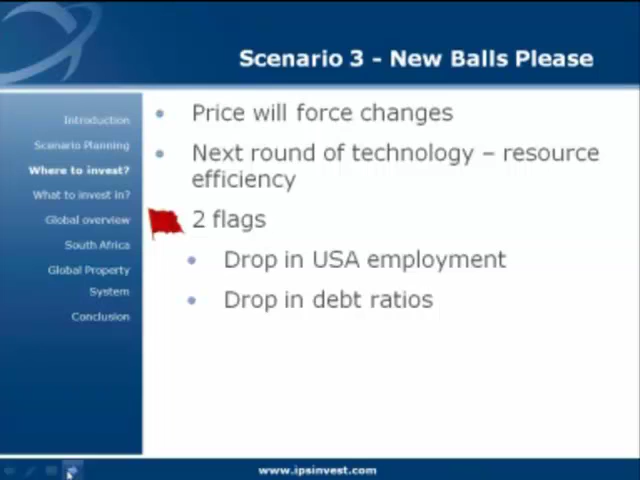 Scenario 3 - New Balls Please
Introduction
Scenario Planning
Where to invest?
What to invest in?
Global overview
South Africa
Global Property
System
Conclusion
Price will force changes
Next round of technology – resource
efficiency
2 flags
Drop in USA employment
Drop in debt ratios
www.ipsinvest.com